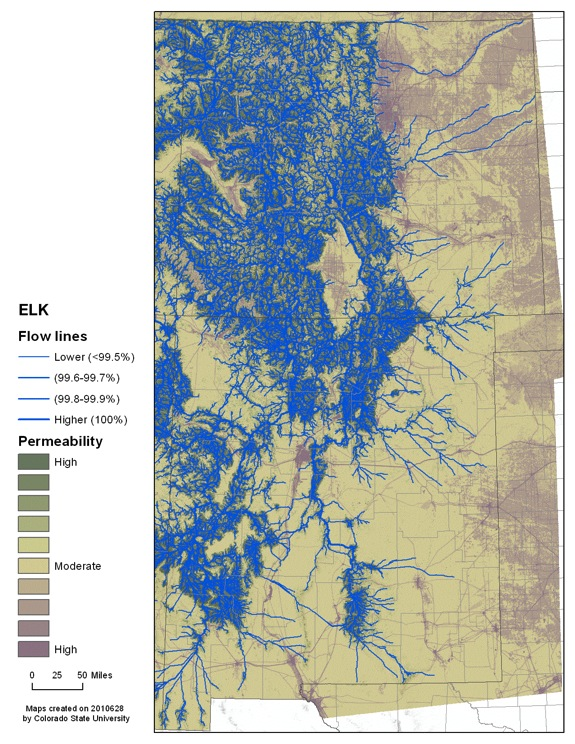 ELK
Flow lines
Lower (<99.5%)
(99.6-99.7%)
(99.8-99.9%)
Higher (100%)
Permeability
High
Moderate
High
0 25 50 Miles
Maps created on 20100628
by Colorado State University